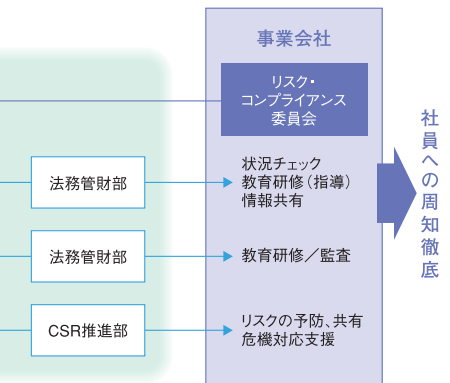 事業会社
リスク・
コンプライアンス
委員会
法務管財部
状況チェック
教育研修（指導）
情報共有
法務管財部
教育研修／監査
CSR推進部
リスクの予防、共有
危機対応支援
社員への周知徹底